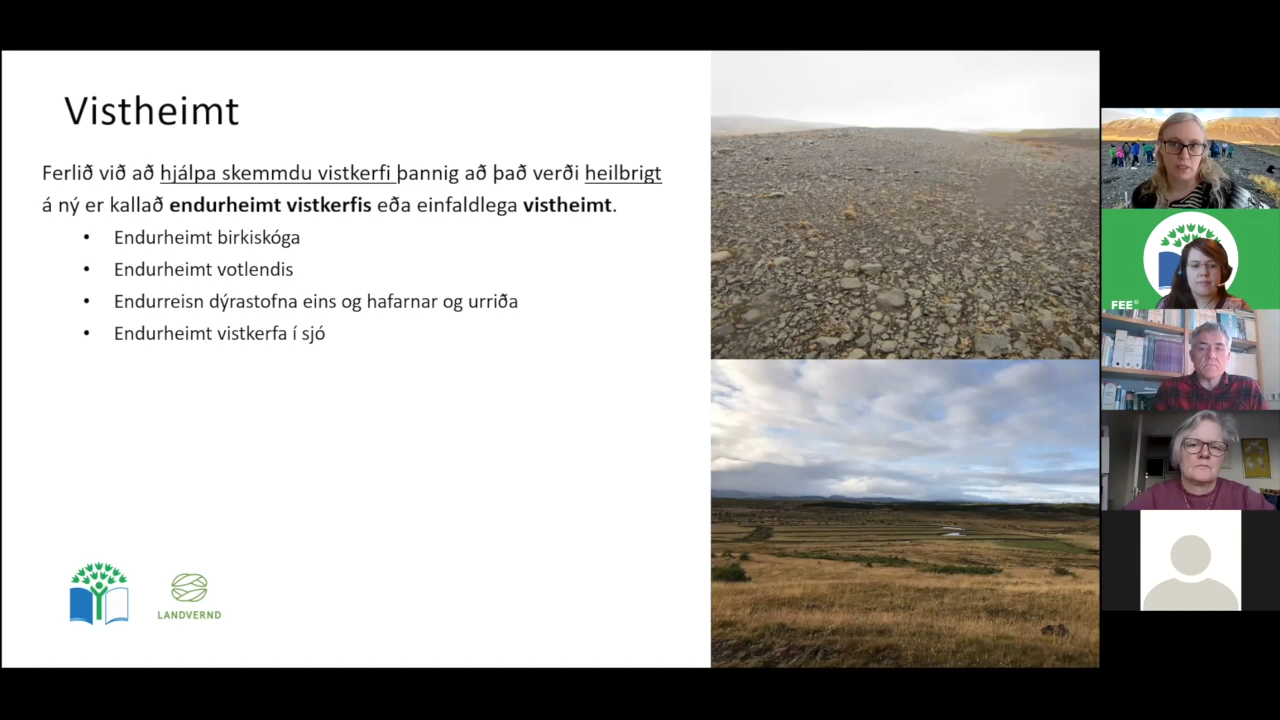 Vistheimt
Ferlið við að hjálpa skemmdu vistkerfi þannig að það verði heilbrigt
á ný er kallað endurheimt vistkerfis eða einfaldlega vistheimt.
• Endurheimt birkiskóga
• Endurheimt votlendis
• Endurreisn dýrastofna eins og hafarnar og urriða
• Endurheimt vistkerfa í sjó
LANDVERND
FEE®